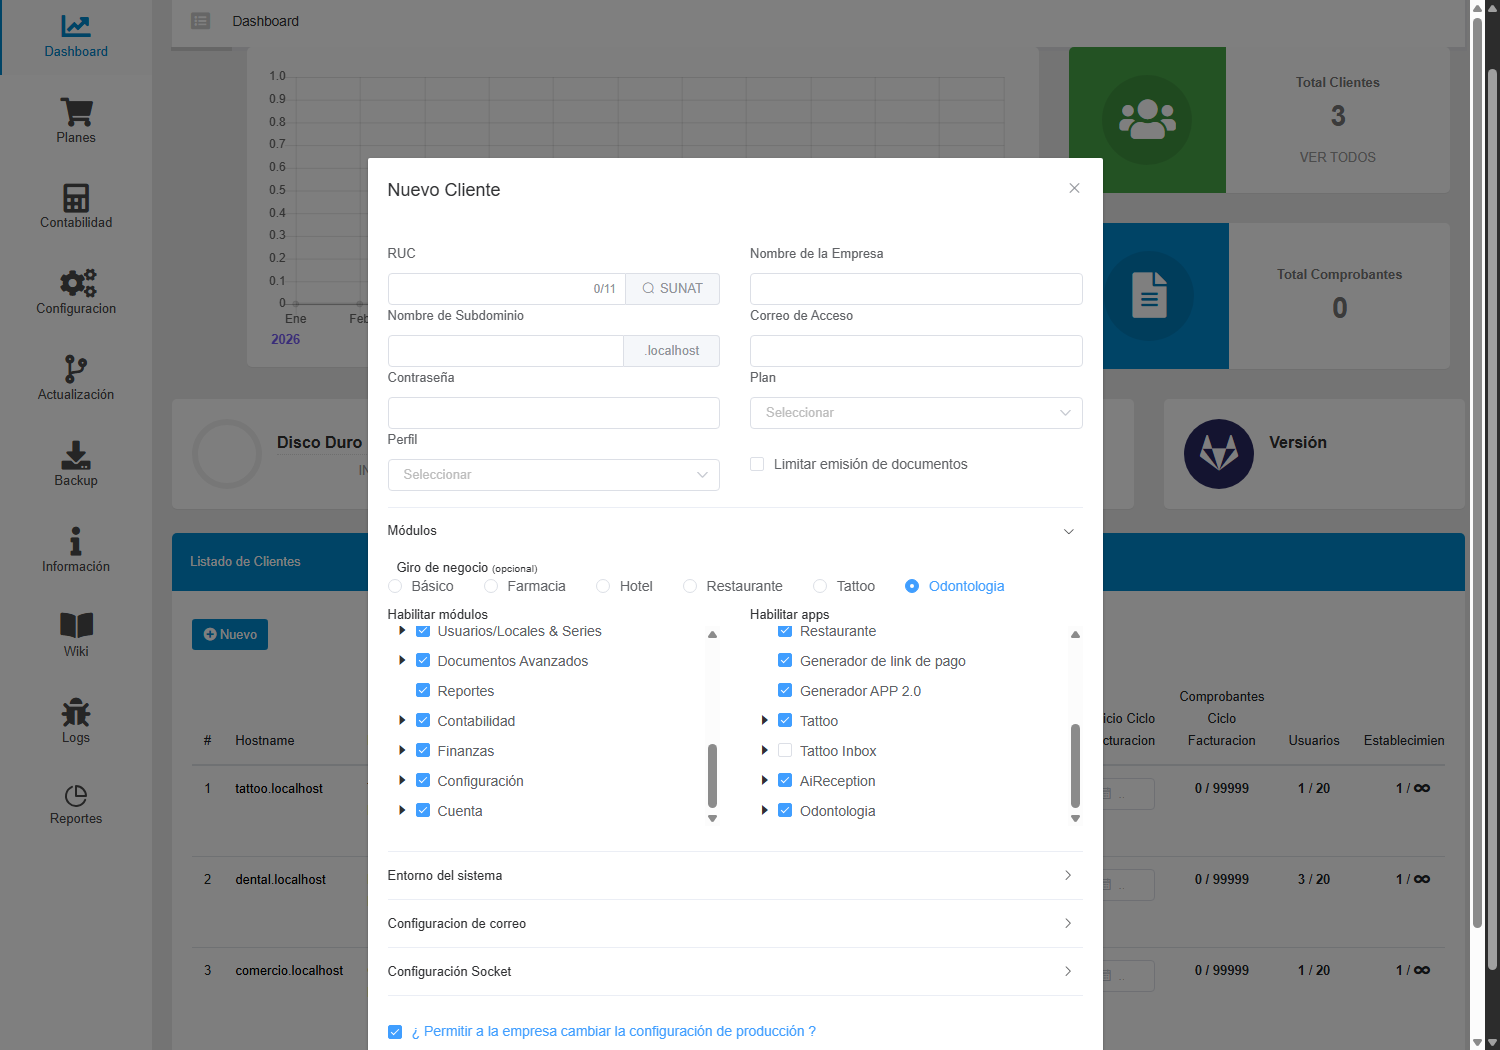 Dashboard
Planes
Contabilidad
Configuracion
Actualización
Backup
Información
Wiki
Logs
Reportes
Dashboard
1.0
0.9
0.8
0.7
0.6
0.5
0.4
0.3
0.2
0.1
0
Ene
Feb
2026
Total Clientes
3
VER TODOS
Total Comprobantes
0
Disco Duro
Versión
Listado de Clientes
Nuevo
# Hostname
Comprobantes
Ciclo
Facturacion
Usuarios
Establecimien
1 tattoo.localhost 0 / 99999 1 / 20 1 / ∞
2 dental.localhost 0 / 99999 3 / 20 1 / ∞
3 comercio.localhost 0 / 99999 1 / 20 1 / ∞
Nuevo Cliente
RUC
0/11 SUNAT
Nombre de la Empresa
Nombre de Subdominio
.localhost
Correo de Acceso
Contraseña
Plan
Seleccionar
Perfil
Seleccionar
Limitar emisión de documentos
Módulos
Giro de negocio (opcional)
Básico Farmacia Hotel Restaurante Tattoo Odontologia
Habilitar módulos
Usuarios/Locales & Series
Documentos Avanzados
Reportes
Contabilidad
Finanzas
Configuración
Cuenta
Habilitar apps
Restaurante
Generador de link de pago
Generador APP 2.0
Tattoo
Tattoo Inbox
AiReception
Odontologia
Entorno del sistema
Configuracion de correo
Configuración Socket
¿ Permitir a la empresa cambiar la configuración de producción ?